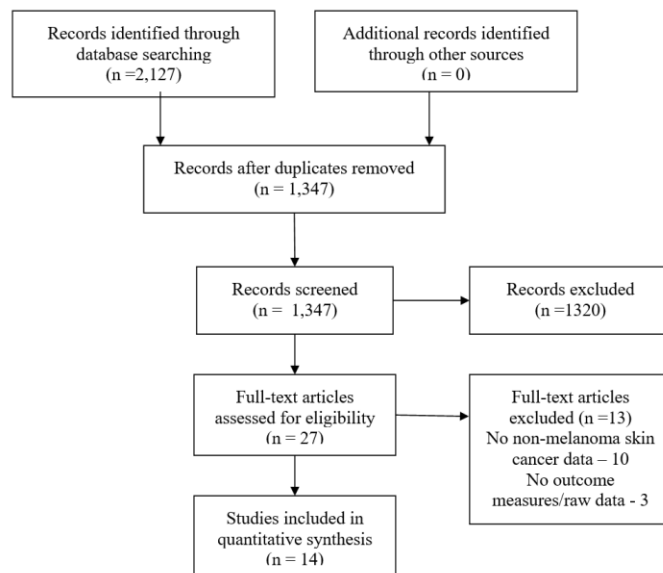 Records identified through
database searching
(n =2,127)
Additional records identified
through other sources
(n = 0)
Records after duplicates removed
(n = 1,347)
Records screened
(n = 1,347)
Records excluded
(n =1320)
Full-text articles
assessed for eligibility
(n = 27)
Full-text articles
excluded (n =13)
No non-melanoma skin
cancer data – 10
No outcome
measures/raw data - 3
Studies included in
quantitative synthesis
(n = 14)